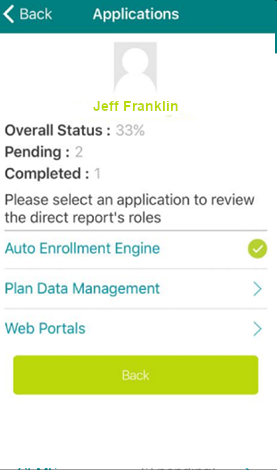 Back Applications
Jeff Franklin
Overall Status : 33%
Pending : 2
Completed : 1
Please select an application to review
the direct report's roles
Auto Enrollment Engine
Plan Data Management
Web Portals
Back